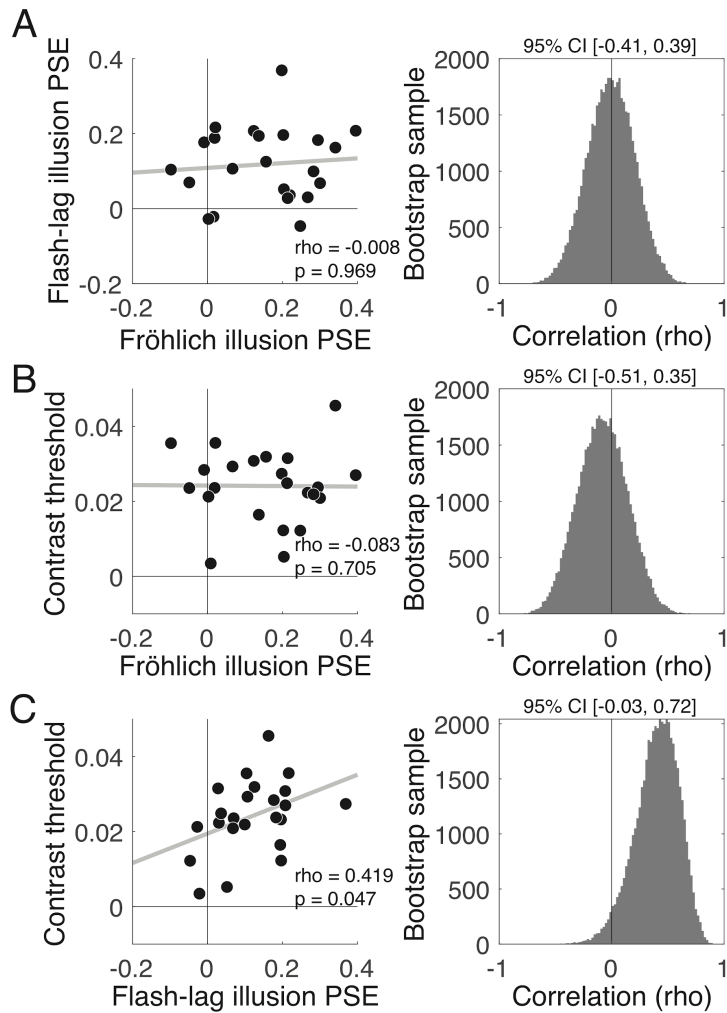 A
95% CI [-0.41, 0.39]
Flash-lag illusion PSE
0.4
0.2
0
-0.2
-0.2 0 0.2 0.4
Fröhlich illusion PSE
rho = -0.008
p = 0.969
Bootstrap sample
2000
1500
1000
500
0
-1 0 1
Correlation (rho)
B
95% CI [-0.51, 0.35]
Contrast threshold
0.04
0.02
0
-0.2 0 0.2 0.4
Fröhlich illusion PSE
rho = -0.083
p = 0.705
Bootstrap sample
2000
1500
1000
500
0
-1 0 1
Correlation (rho)
C
95% CI [-0.03, 0.72]
Contrast threshold
0.04
0.02
0
-0.2 0 0.2 0.4
Flash-lag illusion PSE
rho = 0.419
p = 0.047
Bootstrap sample
2000
1500
1000
500
0
-1 0 1
Correlation (rho)